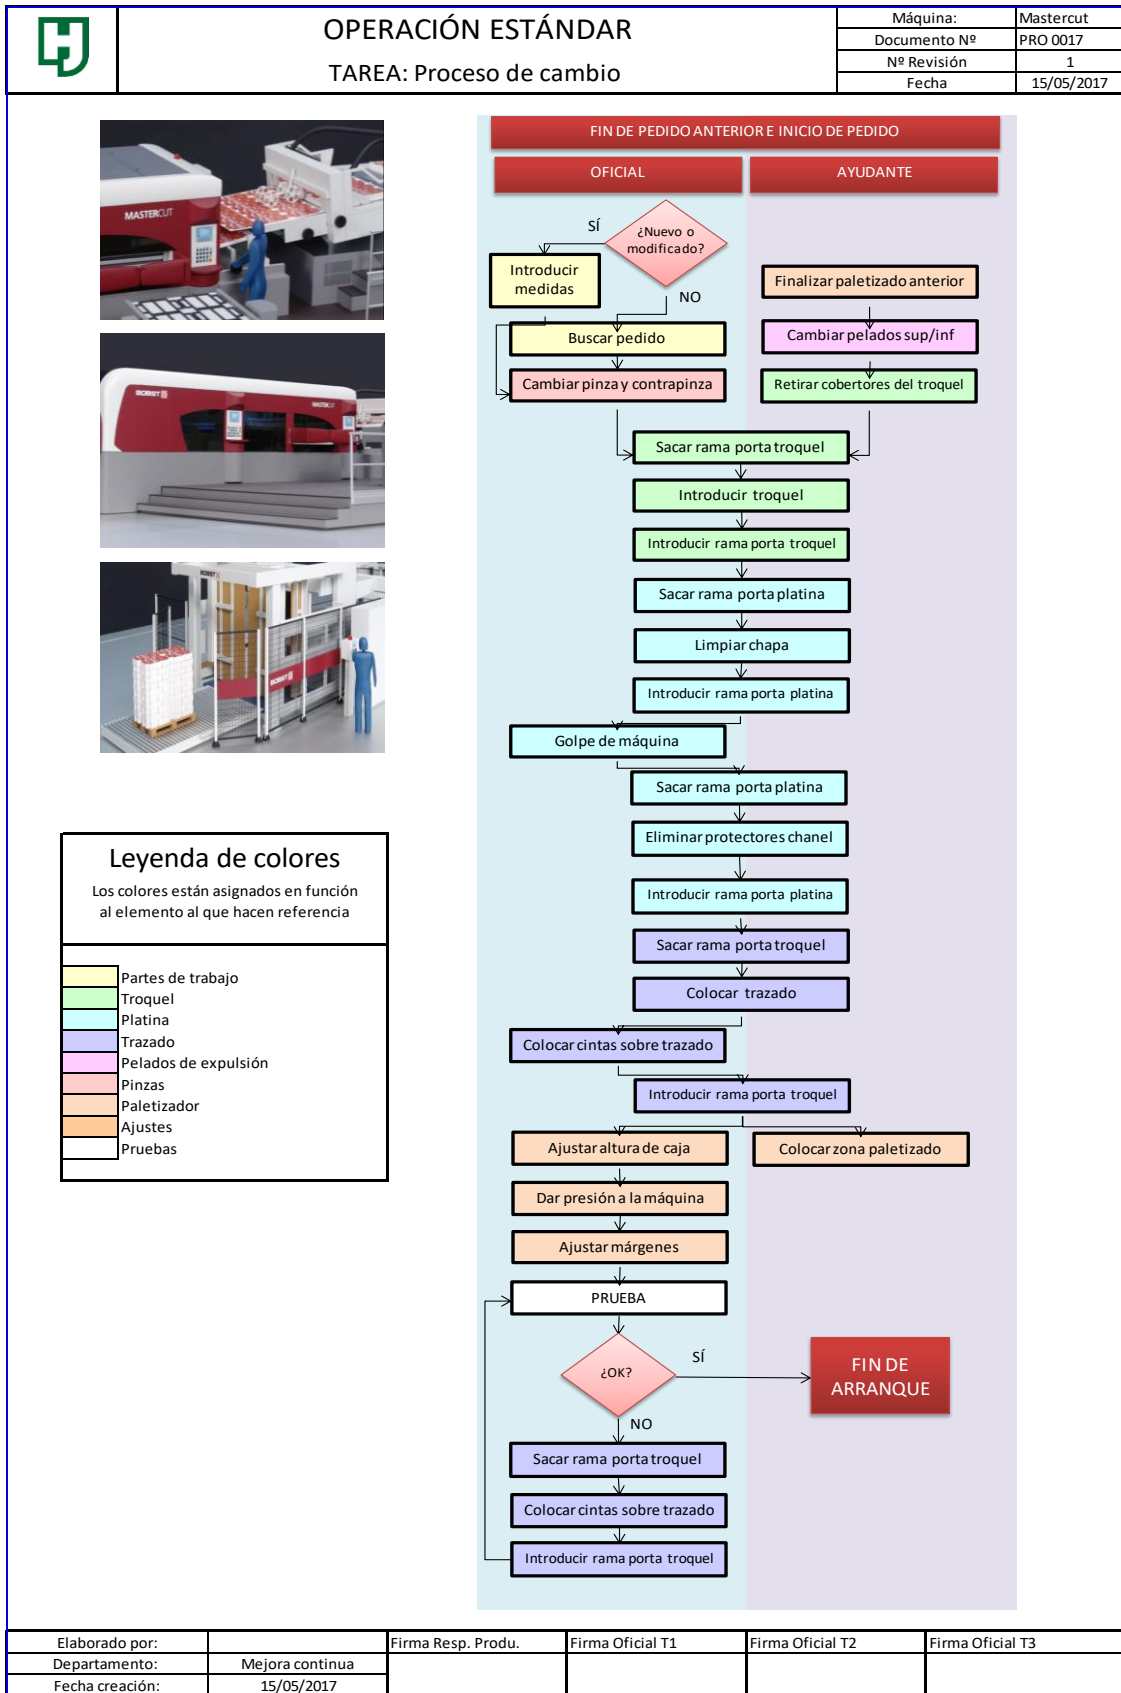 OPERACIÓN ESTÁNDAR
TAREA: Proceso de cambio
Máquina: Mastercut
Documento Nº PRO 0017
Nº Revisión 1
Fecha 15/05/2017
MASTERCUT
BOBST
MASTERCUT
BOBST
BOBST
FIN DE PEDIDO ANTERIOR E INICIO DE PEDIDO
OFICIAL
AYUDANTE
¿Nuevo o
modificado?
SÍ
NO
Introducir
medidas
Buscar pedido
Cambiar pinza y contrapinza
Finalizar paletizado anterior
Cambiar pelados sup/inf
Retirar cobertores del troquel
Sacar rama porta troquel
Introducir troquel
Introducir rama porta troquel
Sacar rama porta platina
Limpiar chapa
Introducir rama porta platina
Golpe de máquina
Sacar rama porta platina
Eliminar protectores chanel
Introducir rama porta platina
Sacar rama porta troquel
Colocar trazado
Colocar cintas sobre trazado
Introducir rama porta troquel
Ajustar altura de caja
Colocar zona paletizado
Dar presión a la máquina
Ajustar márgenes
PRUEBA
¿OK?
SÍ
FIN DE
ARRANQUE
NO
Sacar rama porta troquel
Colocar cintas sobre trazado
Introducir rama porta troquel
Leyenda de colores
Los colores están asignados en función
al elemento al que hacen referencia
Partes de trabajo
Troquel
Platina
Trazado
Pelados de expulsión
Pinzas
Paletizador
Ajustes
Pruebas
Elaborado por:
Departamento: Mejora continua
Fecha creación: 15/05/2017
Firma Resp. Produ.
Firma Oficial T1
Firma Oficial T2
Firma Oficial T3